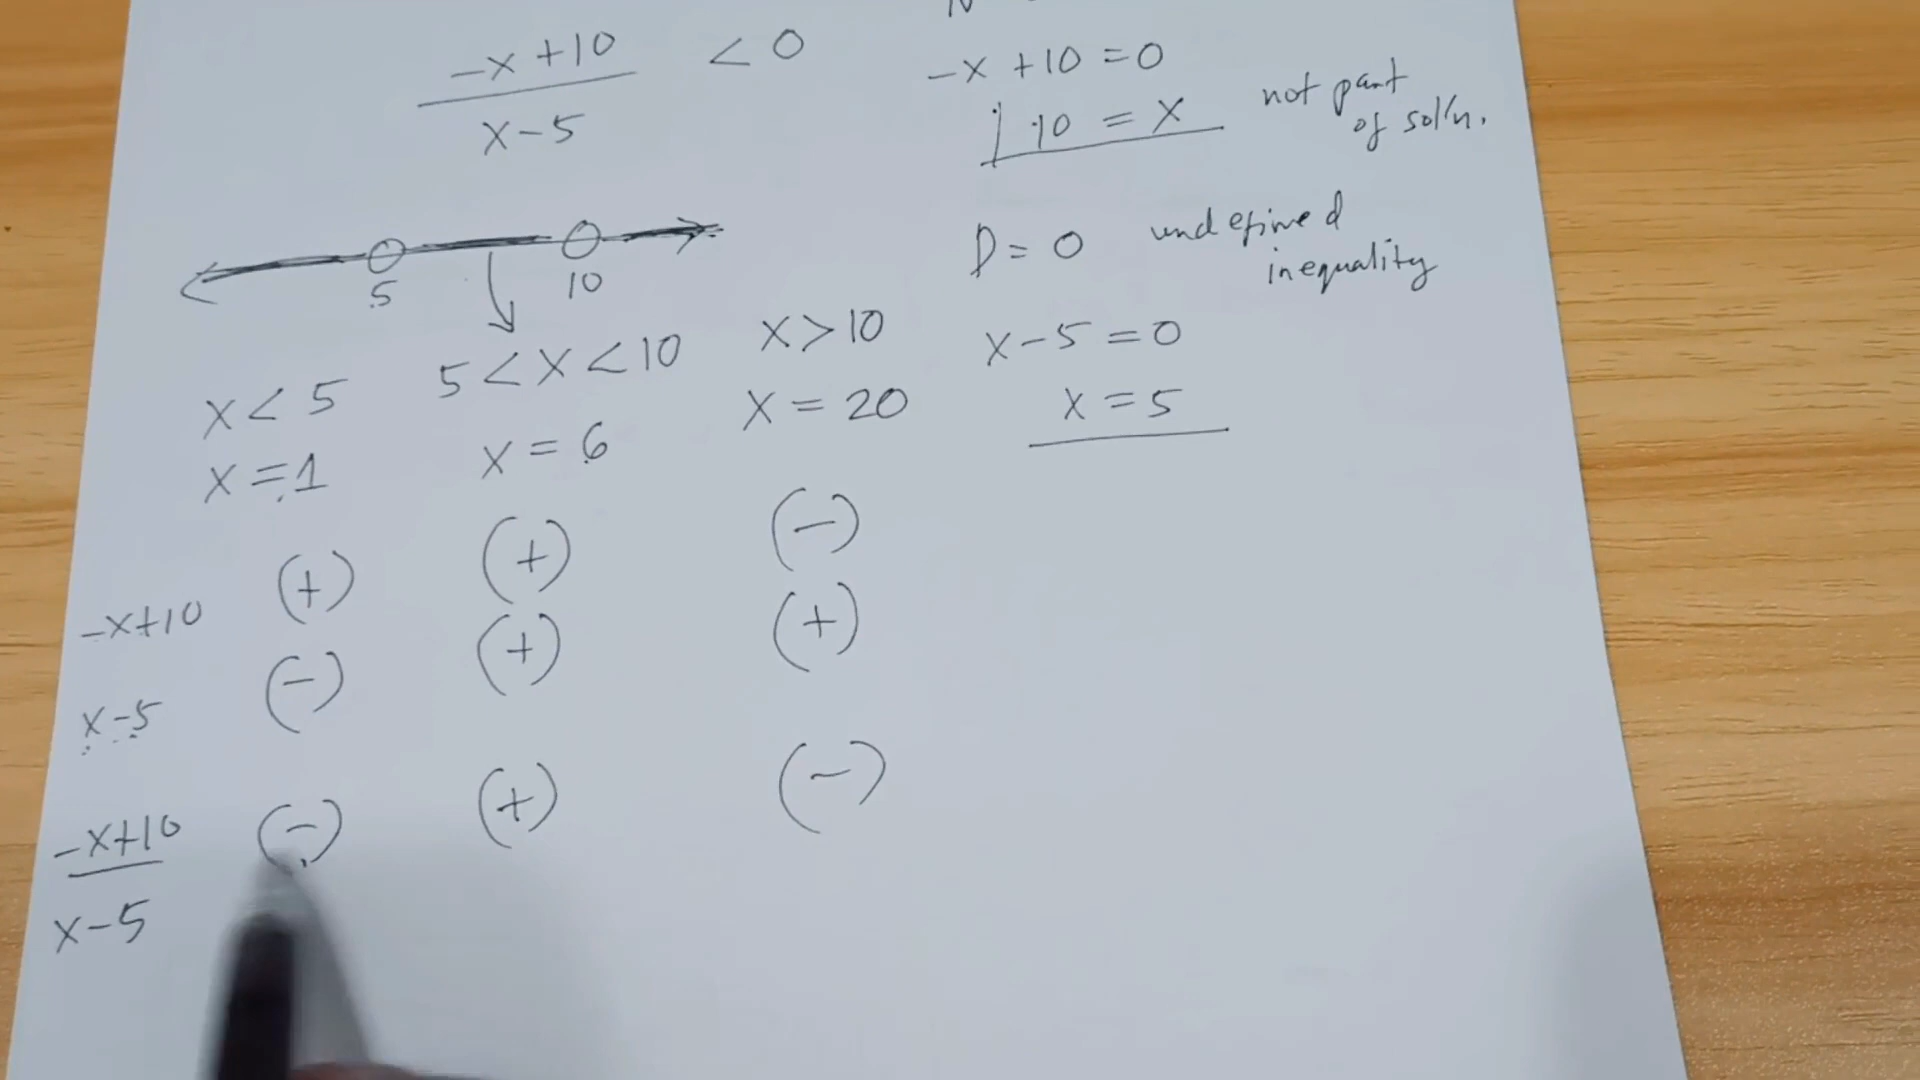 -x+10 < 0
x-5
5 10
x<5 5<x<10 x>10
x=1 x=6 x=20
-x+10 (+) (+) (-)
x-5 (-) (+) (+)
-x+10 (-) (+) (-)
x-5
-x+10=0
10=x not part
of sol'n.
D=0 undefined
inequality
x-5=0
x=5